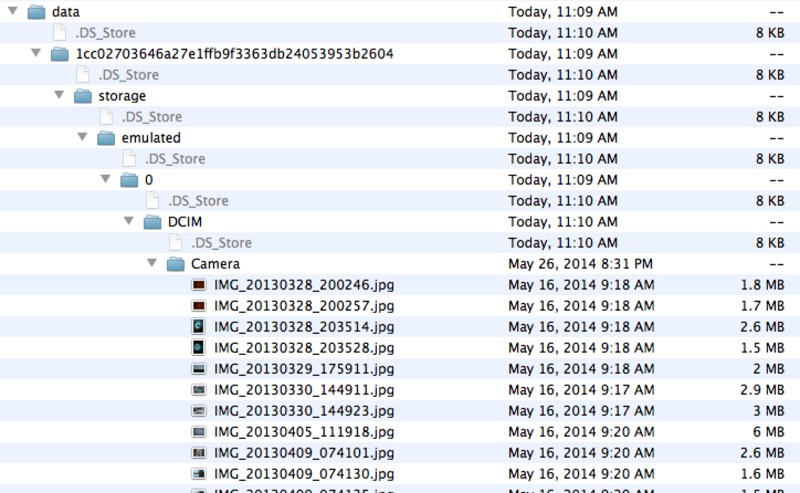 data Today, 11:09 AM --
.DS_Store Today, 11:10 AM 8 KB
1cc02703646a27e1ffb9f3363db24053953b2604 Today, 11:09 AM --
.DS_Store Today, 11:10 AM 8 KB
storage Today, 11:09 AM --
.DS_Store Today, 11:10 AM 8 KB
emulated Today, 11:09 AM --
.DS_Store Today, 11:10 AM 8 KB
0 Today, 11:09 AM --
.DS_Store Today, 11:10 AM 8 KB
DCIM Today, 11:10 AM --
.DS_Store Today, 11:10 AM 8 KB
Camera May 26, 2014 8:31 PM --
IMG_20130328_200246.jpg May 16, 2014 9:18 AM 1.8 MB
IMG_20130328_200257.jpg May 16, 2014 9:18 AM 1.7 MB
IMG_20130328_203514.jpg May 16, 2014 9:18 AM 2.6 MB
IMG_20130328_203528.jpg May 16, 2014 9:18 AM 1.5 MB
IMG_20130329_175911.jpg May 16, 2014 9:18 AM 2 MB
IMG_20130330_144911.jpg May 16, 2014 9:17 AM 2.9 MB
IMG_20130330_144923.jpg May 16, 2014 9:17 AM 3 MB
IMG_20130405_111918.jpg May 16, 2014 9:20 AM 6 MB
IMG_20130409_074101.jpg May 16, 2014 9:20 AM 2.6 MB
IMG_20130409_074130.jpg May 16, 2014 9:20 AM 1.6 MB